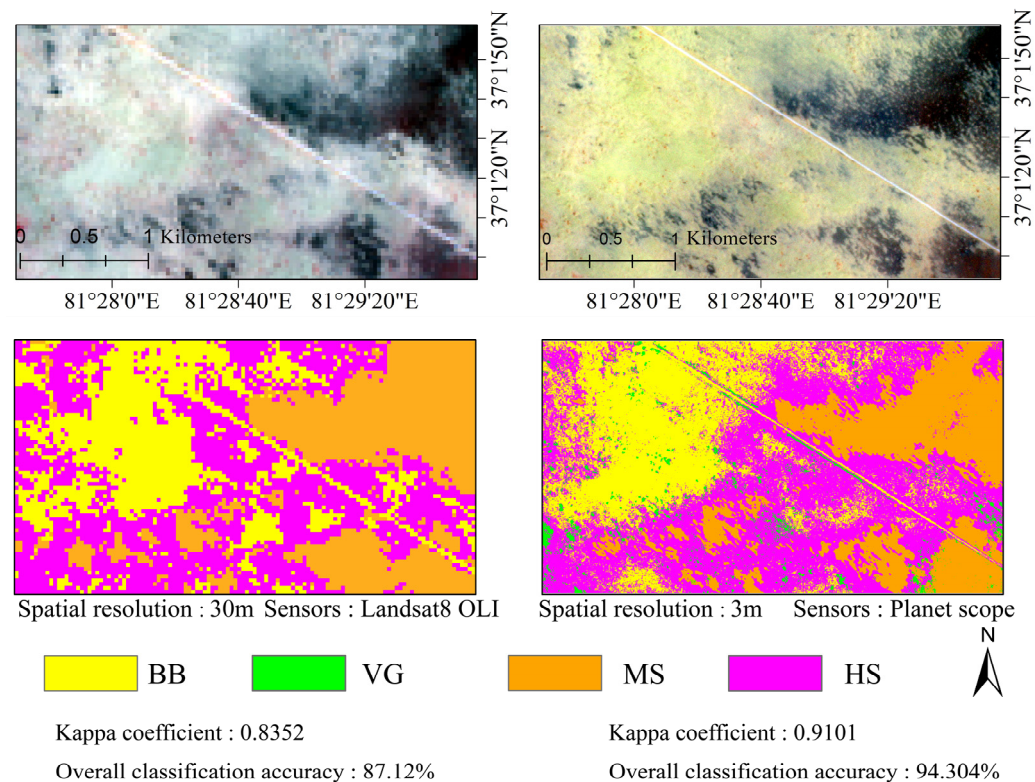 37°1'50"N
37°1'20"N
0 0.5 1 Kilometers
81°28'0"E 81°28'40"E 81°29'20"E
37°1'50"N
37°1'20"N
0 0.5 1 Kilometers
81°28'0"E 81°28'40"E 81°29'20"E
Spatial resolution : 30m Sensors : Landsat8 OLI
Spatial resolution : 3m Sensors : Planet scope
N
BB VG MS HS
Kappa coefficient : 0.8352
Kappa coefficient : 0.9101
Overall classification accuracy : 87.12%
Overall classification accuracy : 94.304%